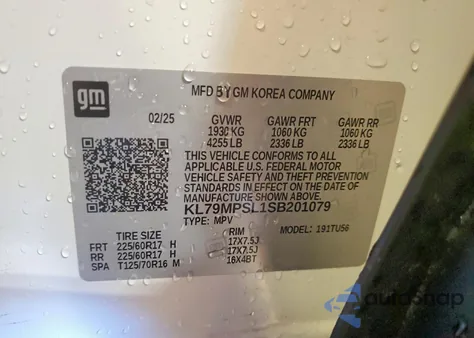 gm
MFD BY GM KOREA COMPANY
02/25 GVWR GAWR FRT GAWR RR
1930 KG 1060 KG 1060 KG
4255 LB 2336 LB 2336 LB
THIS VEHICLE CONFORMS TO ALL
APPLICABLE U.S. FEDERAL MOTOR
VEHICLE SAFETY AND THEFT PREVENTION
STANDARDS IN EFFECT ON THE DATE OF
MANUFACTURE SHOWN ABOVE.
KL79MPSL1SB201079
TYPE: MPV MODEL: 191TU56
TIRE SIZE RIM
FRT 225/60R17 H 17X7.5J
RR 225/60R17 H 17X7.5J
SPA T125/70R16 M 16X4BT
AutoSnap